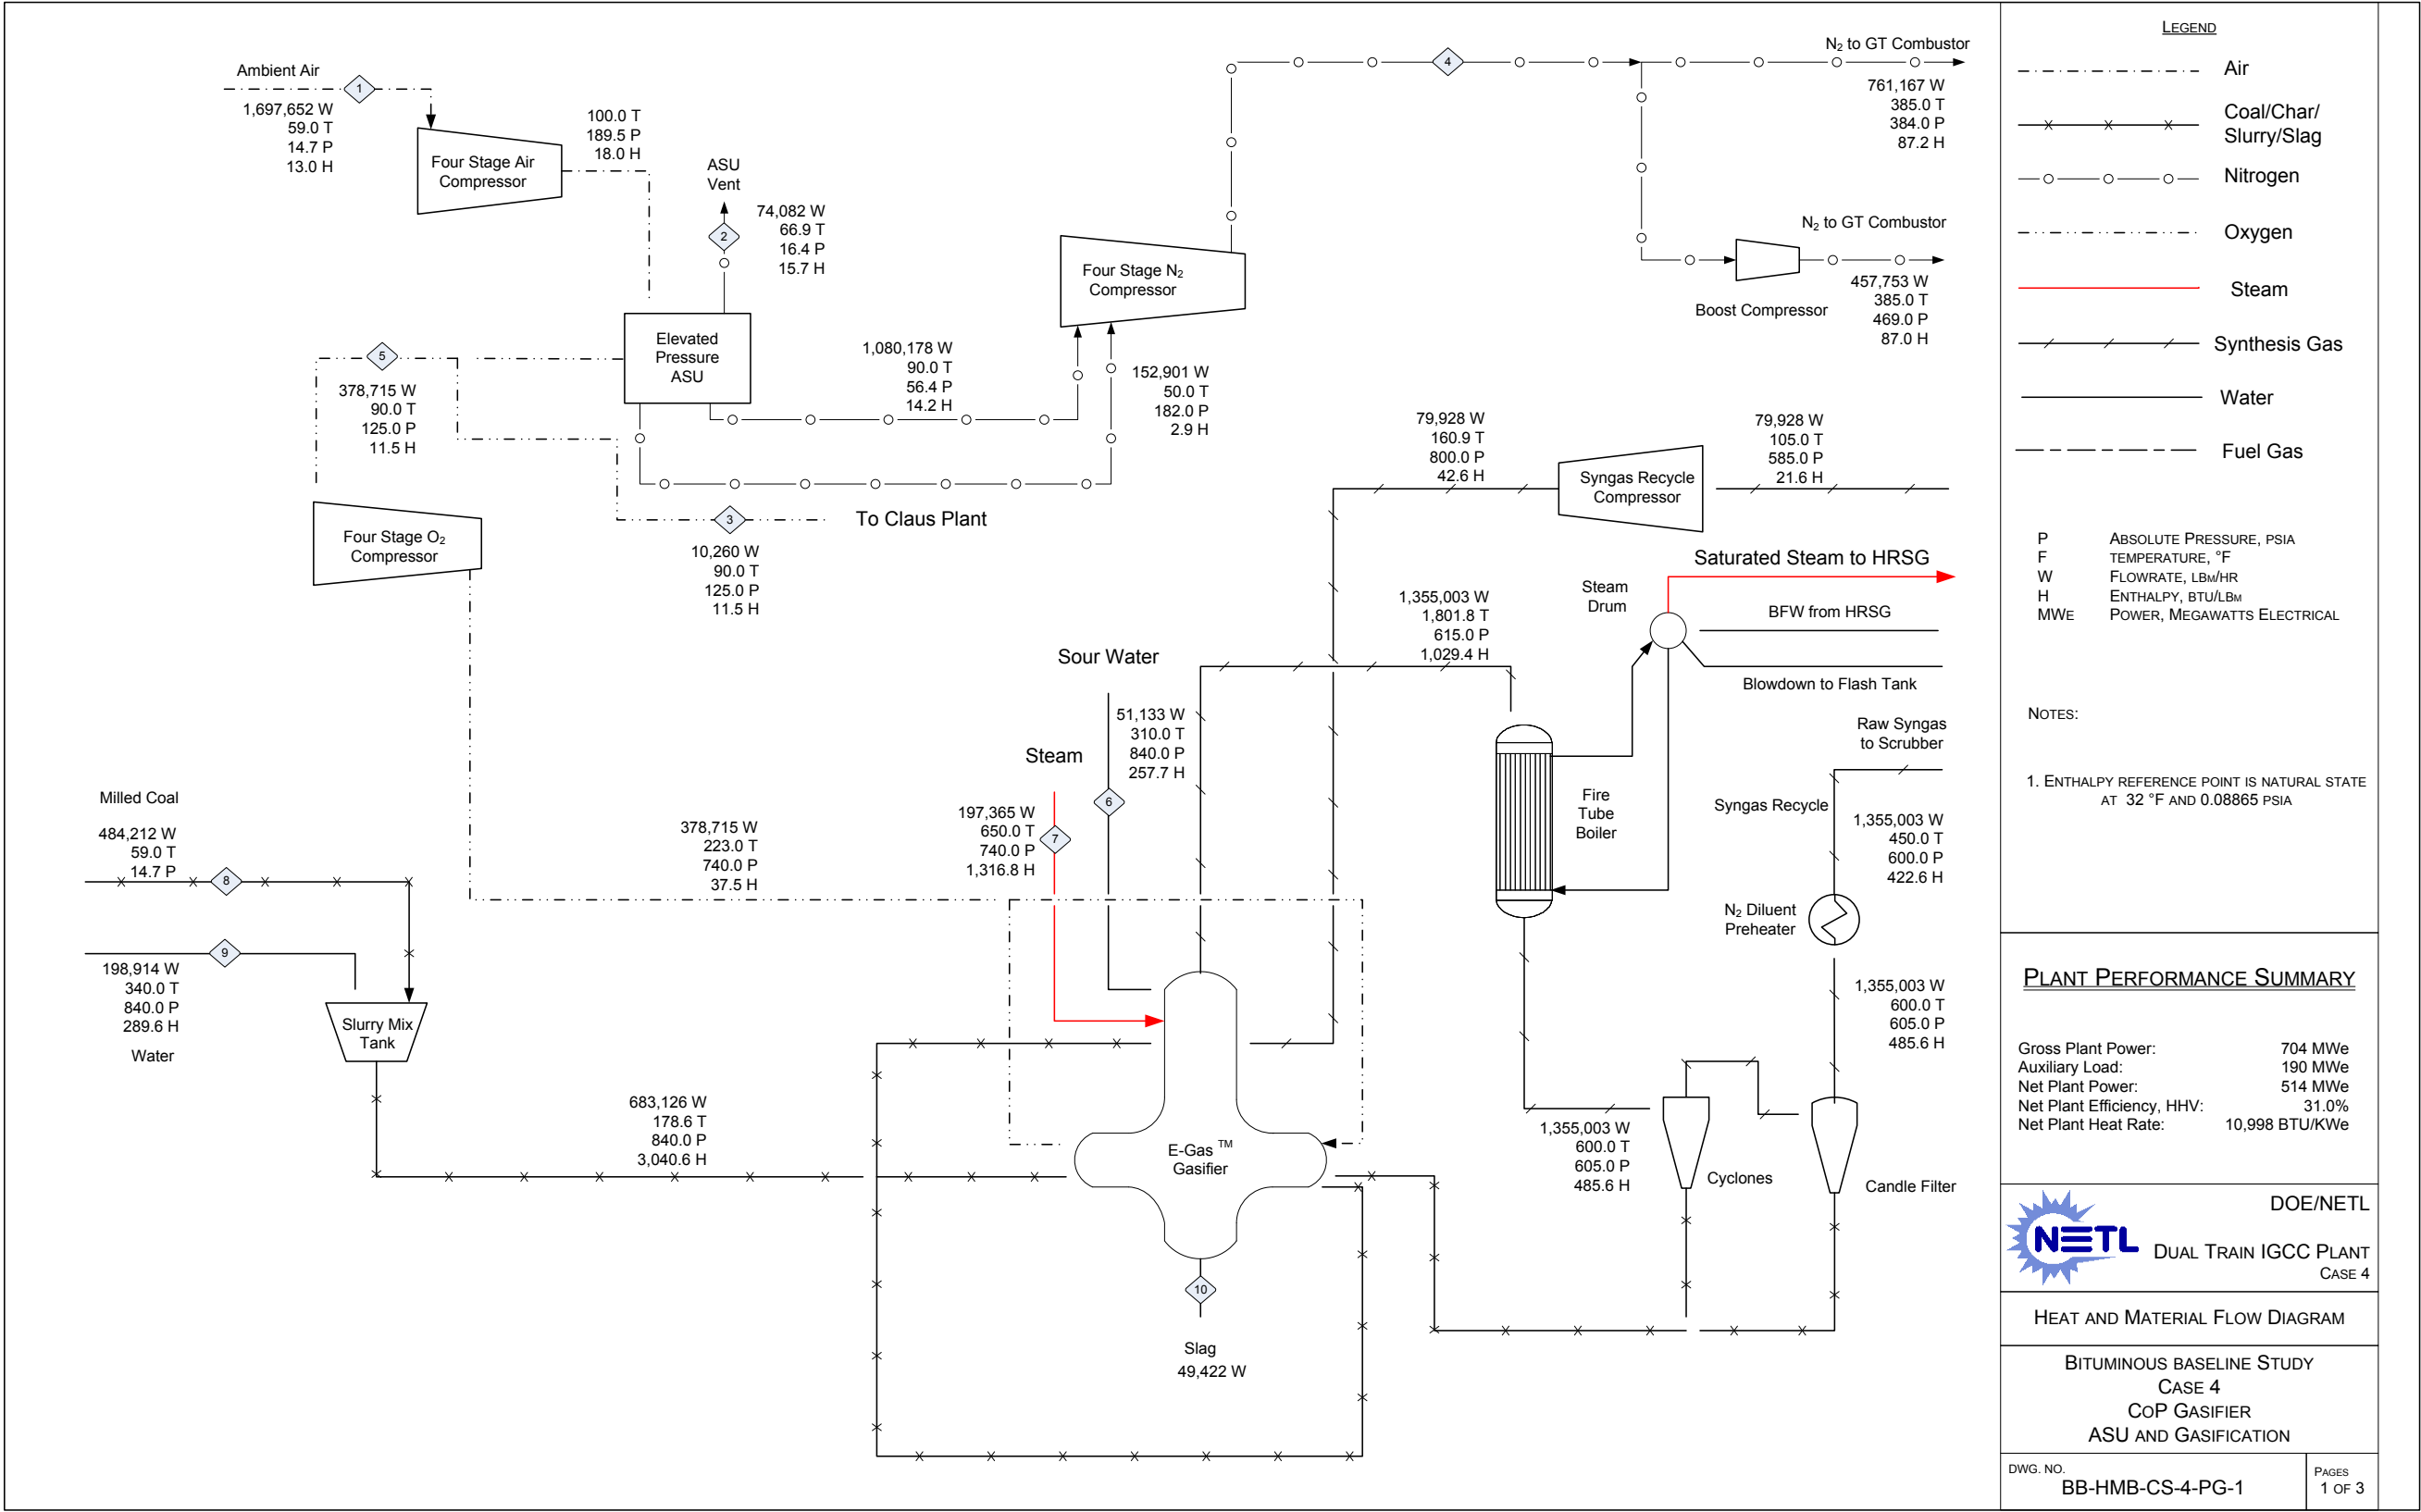 Ambient Air
1
1,697,652 W
59.0 T
14.7 P
13.0 H
Four Stage Air
Compressor
100.0 T
189.5 P
18.0 H
ASU
Vent
2
74,082 W
66.9 T
16.4 P
15.7 H
Elevated
Pressure
ASU
5
378,715 W
90.0 T
125.0 P
11.5 H
1,080,178 W
90.0 T
56.4 P
14.2 H
152,901 W
50.0 T
182.0 P
2.9 H
Four Stage N2
Compressor
4
N2 to GT Combustor
761,167 W
385.0 T
384.0 P
87.2 H
N2 to GT Combustor
457,753 W
385.0 T
469.0 P
87.0 H
Boost Compressor
Four Stage O2
Compressor
3
To Claus Plant
10,260 W
90.0 T
125.0 P
11.5 H
79,928 W
160.9 T
800.0 P
42.6 H
Syngas Recycle
Compressor
79,928 W
105.0 T
585.0 P
21.6 H
Saturated Steam to HRSG
Steam
Drum
BFW from HRSG
Blowdown to Flash Tank
1,355,003 W
1,801.8 T
615.0 P
1,029.4 H
Sour Water
51,133 W
310.0 T
840.0 P
257.7 H
6
Steam
197,365 W
650.0 T
740.0 P
1,316.8 H
7
378,715 W
223.0 T
740.0 P
37.5 H
Milled Coal
484,212 W
59.0 T
14.7 P
8
9
198,914 W
340.0 T
840.0 P
289.6 H
Water
Slurry Mix
Tank
683,126 W
178.6 T
840.0 P
3,040.6 H
E-Gas TM
Gasifier
10
Slag
49,422 W
Fire
Tube
Boiler
Raw Syngas
to Scrubber
Syngas Recycle
1,355,003 W
450.0 T
600.0 P
422.6 H
N2 Diluent
Preheater
1,355,003 W
600.0 T
605.0 P
485.6 H
1,355,003 W
600.0 T
605.0 P
485.6 H
Cyclones
Candle Filter
LEGEND
Air
Coal/Char/
Slurry/Slag
Nitrogen
Oxygen
Steam
Synthesis Gas
Water
Fuel Gas
P ABSOLUTE PRESSURE, PSIA
F TEMPERATURE, °F
W FLOWRATE, LBM/HR
H ENTHALPY, BTU/LBM
MWE POWER, MEGAWATTS ELECTRICAL
NOTES:
1. ENTHALPY REFERENCE POINT IS NATURAL STATE
AT 32 °F AND 0.08865 PSIA
PLANT PERFORMANCE SUMMARY
Gross Plant Power: 704 MWe
Auxiliary Load: 190 MWe
Net Plant Power: 514 MWe
Net Plant Efficiency, HHV: 31.0%
Net Plant Heat Rate: 10,998 BTU/KWe
NETL
DOE/NETL
DUAL TRAIN IGCC PLANT
CASE 4
HEAT AND MATERIAL FLOW DIAGRAM
BITUMINOUS BASELINE STUDY
CASE 4
COP GASIFIER
ASU AND GASIFICATION
DWG. NO.
BB-HMB-CS-4-PG-1
PAGES
1 OF 3